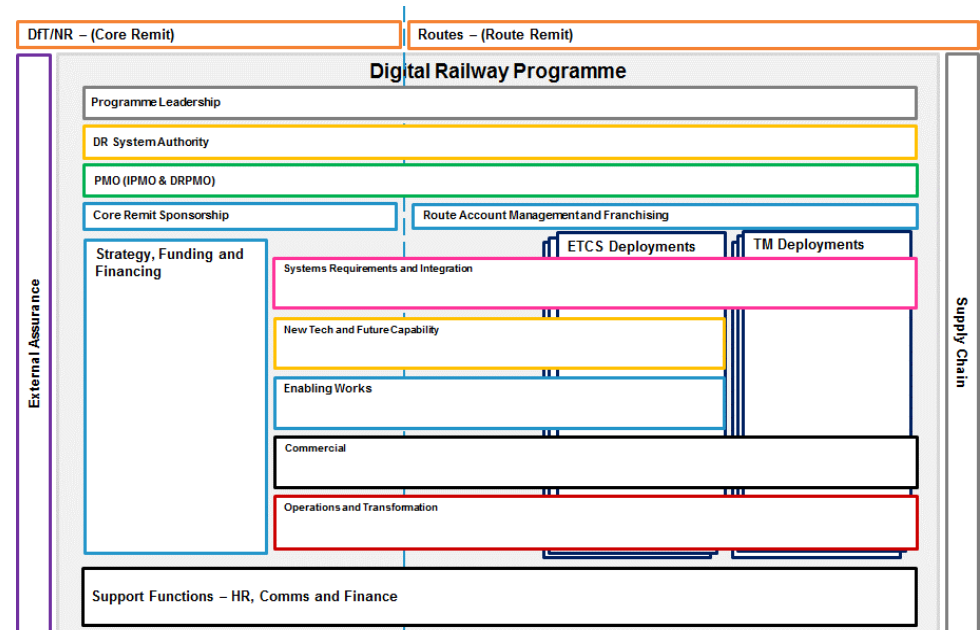 DfT/NR – (Core Remit)
Routes – (Route Remit)
Digital Railway Programme
Programme Leadership
DR System Authority
PMO (IPMO & DRPMO)
Core Remit Sponsorship
Route Account Management and Franchising
Strategy, Funding and
Financing
ETCS Deployments
TM Deployments
Systems Requirements and Integration
New Tech and Future Capability
Enabling Works
Commercial
Operations and Transformation
Support Functions – HR, Comms and Finance
External Assurance
Supply Chain